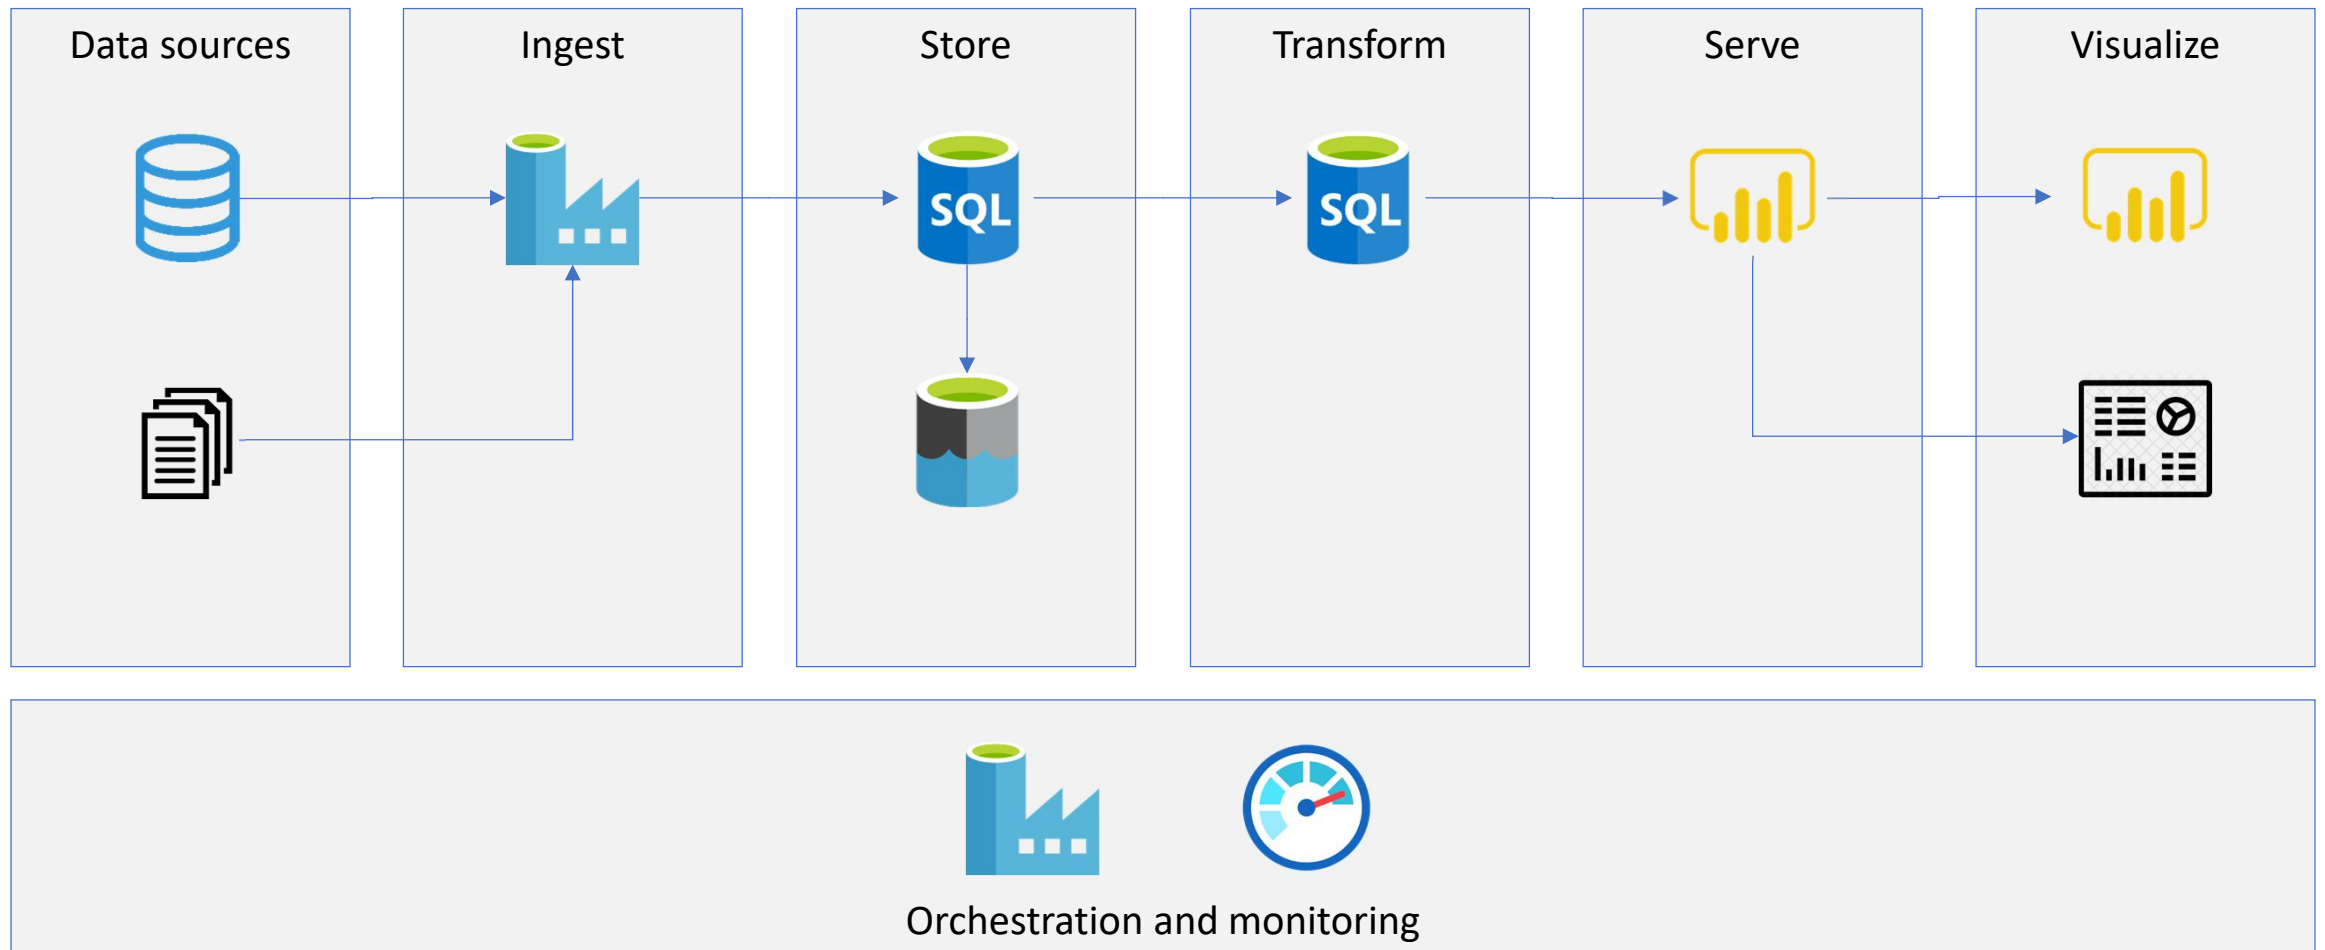 Data sources
Ingest
Store
Transform
Serve
Visualize
SQL
SQL
Orchestration and monitoring